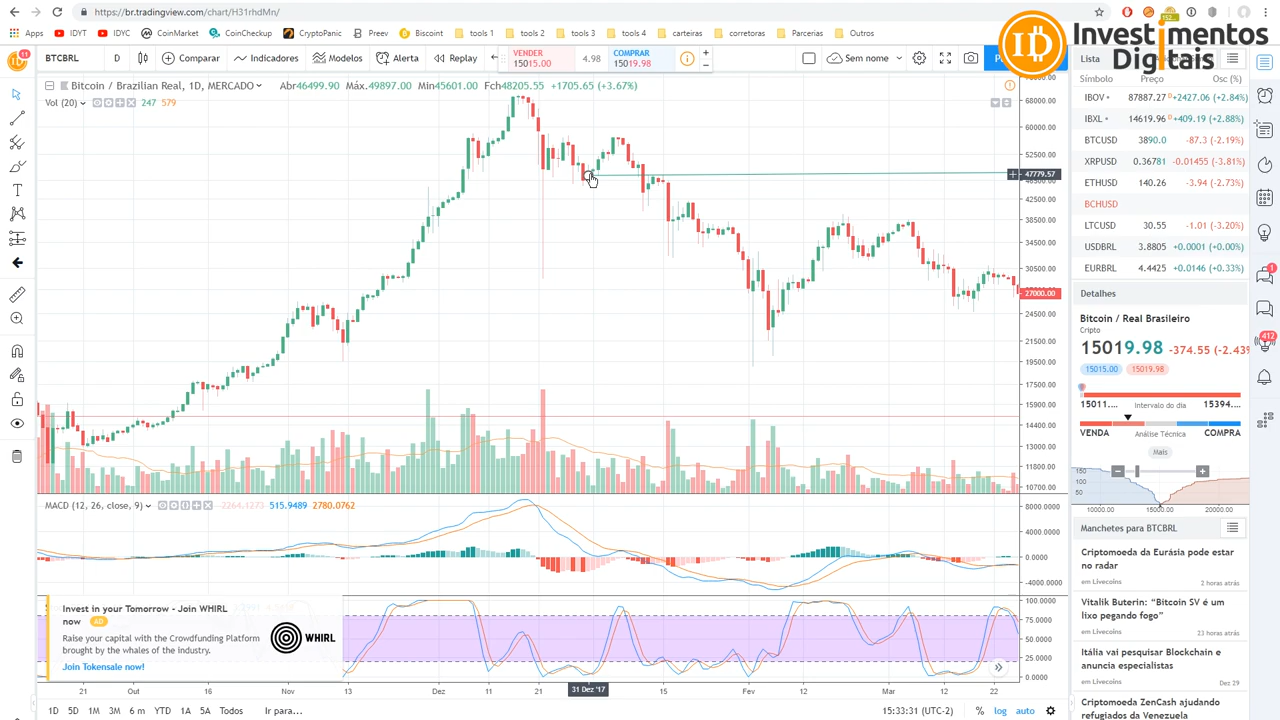 https://br.tradingview.com/chart/H31rhdMn/
Apps
IDYT
IDYC
CoinMarket
CoinCheckup
CryptoPanic
Preev
Biscoint
tools 1
tools 2
tools 3
tools 4
carteiras
corretoras
Parcerias
Outros
Investimentos
Digitais
ID
11
BTCBRL
D
Comparar
Indicadores
Modelos
Alerta
Replay
VENDER
15015.00
4.98
COMPRAR
15019.98
Sem nome
Bitcoin / Brazilian Real, 1D, MERCADO
Abr46499.90
49897.00
Mín45601.00
Fch48205.55
+1705.65 (+3.67%)
Vol (20)
247
579
68000.00
60000.00
52500.00
47779.57
42500.00
38500.00
34500.00
30500.00
27000.00
24500.00
21500.00
19500.00
17500.00
15900.00
14400.00
13000.00
11800.00
10700.00
MACD (12, 26, close, 9)
2264.1273
515.9489
2780.0762
8000.0000
4000.0000
0.0000
-4000.0000
100.0000
75.0000
50.0000
25.0000
0.0000
Invest in your Tomorrow - Join WHIRL
now
AD
Raise your capital with the Crowdfunding Platform
brought by the whales of the industry.
Join Tokensale now!
WHIRL
21
Out
16
Nov
13
Dez
11
21
31 Dez '17
15
Fev
12
Mar
12
22
1D
5D
1M
3M
6 m
YTD
1A
5A
Todos
Ir para...
15:33:31 (UTC-2)
%
log
auto
Lista
Símbolo
Preço
Osc (%)
IBOV
87887.27
+2427.06 (+2.84%)
IBXL
14619.96
+409.19 (+2.88%)
BTCUSD
3890.0
-87.3 (-2.19%)
XRPUSD
0.36781
-0.01455 (-3.81%)
ETHUSD
140.26
-3.94 (-2.73%)
BCHUSD
LTCUSD
30.55
-1.01 (-3.20%)
USDBRL
3.8805
+0.0001 (+0.00%)
EURBRL
4.4425
+0.0146 (+0.33%)
Detalhes
Bitcoin / Real Brasileiro
Cripto
15019.98
-374.55 (-2.43%
15015.00
15019.98
15011....
Intervalo do dia
15394....
VENDA
Análise Técnica
COMPRA
Mais
150
100
50
10000.00
15000.00
20000.00
Manchetes para BTCBRL
Criptomoeda da Eurásia pode estar
no radar
em Livecoins
2 horas atrás
Vitalik Buterin: “Bitcoin SV é um
lixo pegando fogo”
em Livecoins
23 horas atrás
Itália vai pesquisar Blockchain e
anuncia especialistas
em Livecoins
Dez 29
Criptomoeda ZenCash ajudando
refugiados da Venezuela
1
412